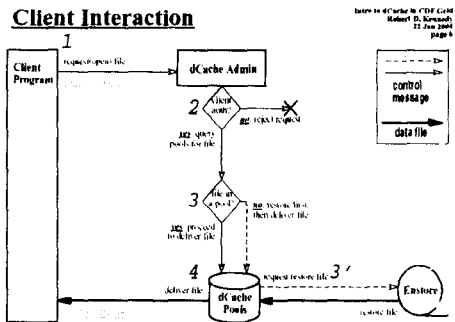 Client Interaction
Intro to dCache in CDF Grid
Robert D. Kennedy
22 Jan 2004
page 6
1
Client
Program
request/opens file
dCache Admin
control
message
data file
2
Client
auth?
no: reject request
yes: query
pools for file
3
file in
a pool?
no: restore first,
then deliver file
yes: proceed
to deliver file
4
request restore file
3'
deliver file
dCache
Pools
Enstore
restore file